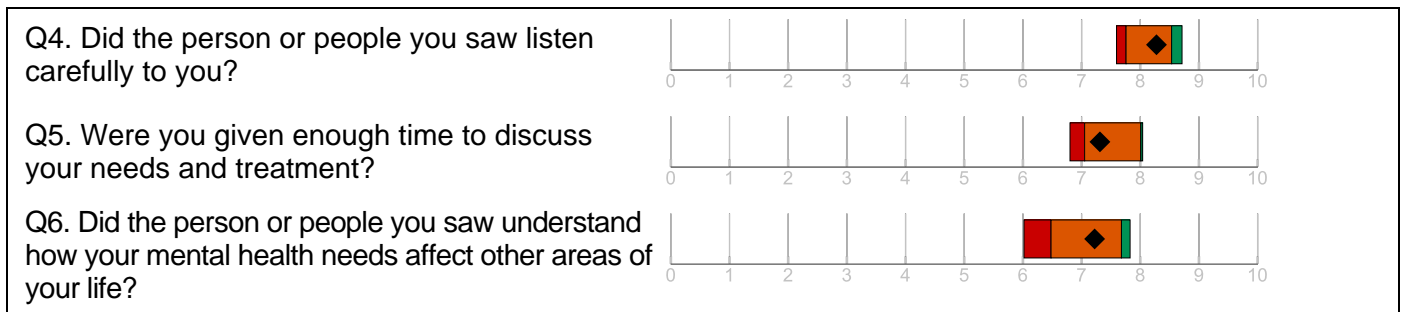 Q4. Did the person or people you saw listen
carefully to you?
0 1 2 3 4 5 6 7 8 9 10
Q5. Were you given enough time to discuss
your needs and treatment?
0 1 2 3 4 5 6 7 8 9 10
Q6. Did the person or people you saw understand
how your mental health needs affect other areas of
your life?
0 1 2 3 4 5 6 7 8 9 10